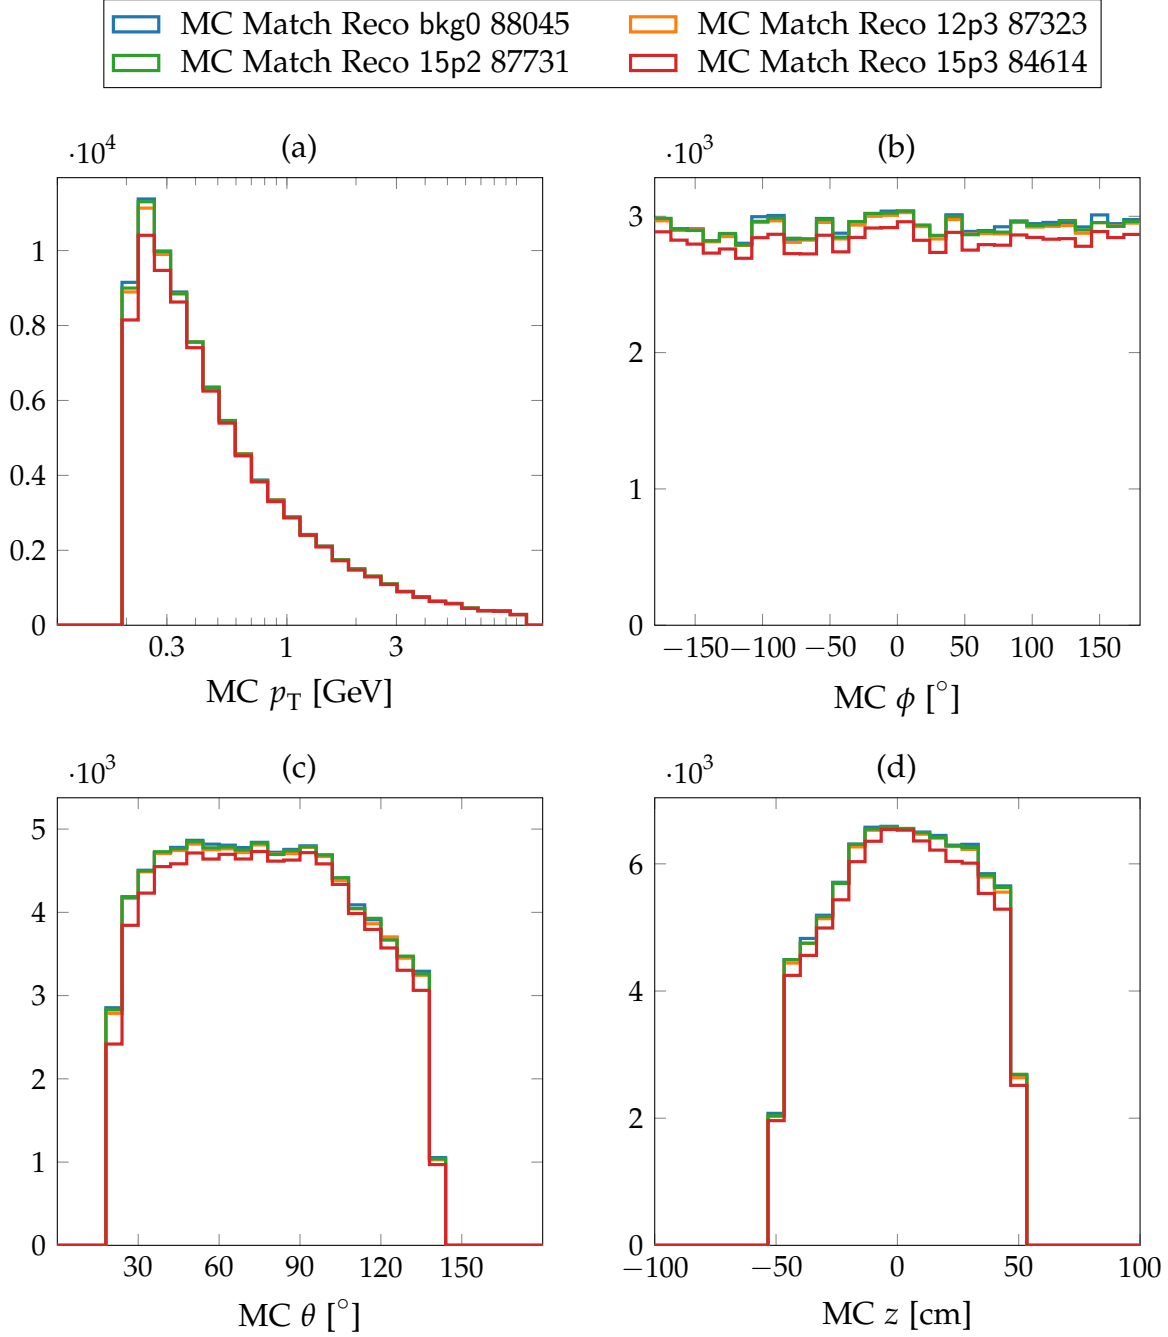 MC Match Reco bkg0 88045 MC Match Reco 12p3 87323
MC Match Reco 15p2 87731 MC Match Reco 15p3 84614
·10⁴ (a)
1
0.8
0.6
0.4
0.2
0
0.3 1 3
MC p_T [GeV]
·10³ (b)
3
2
1
0
−150 −100 −50 0 50 100 150
MC ϕ [°]
·10³ (c)
5
4
3
2
1
0
30 60 90 120 150
MC θ [°]
·10³ (d)
6
4
2
0
−100 −50 0 50 100
MC z [cm]